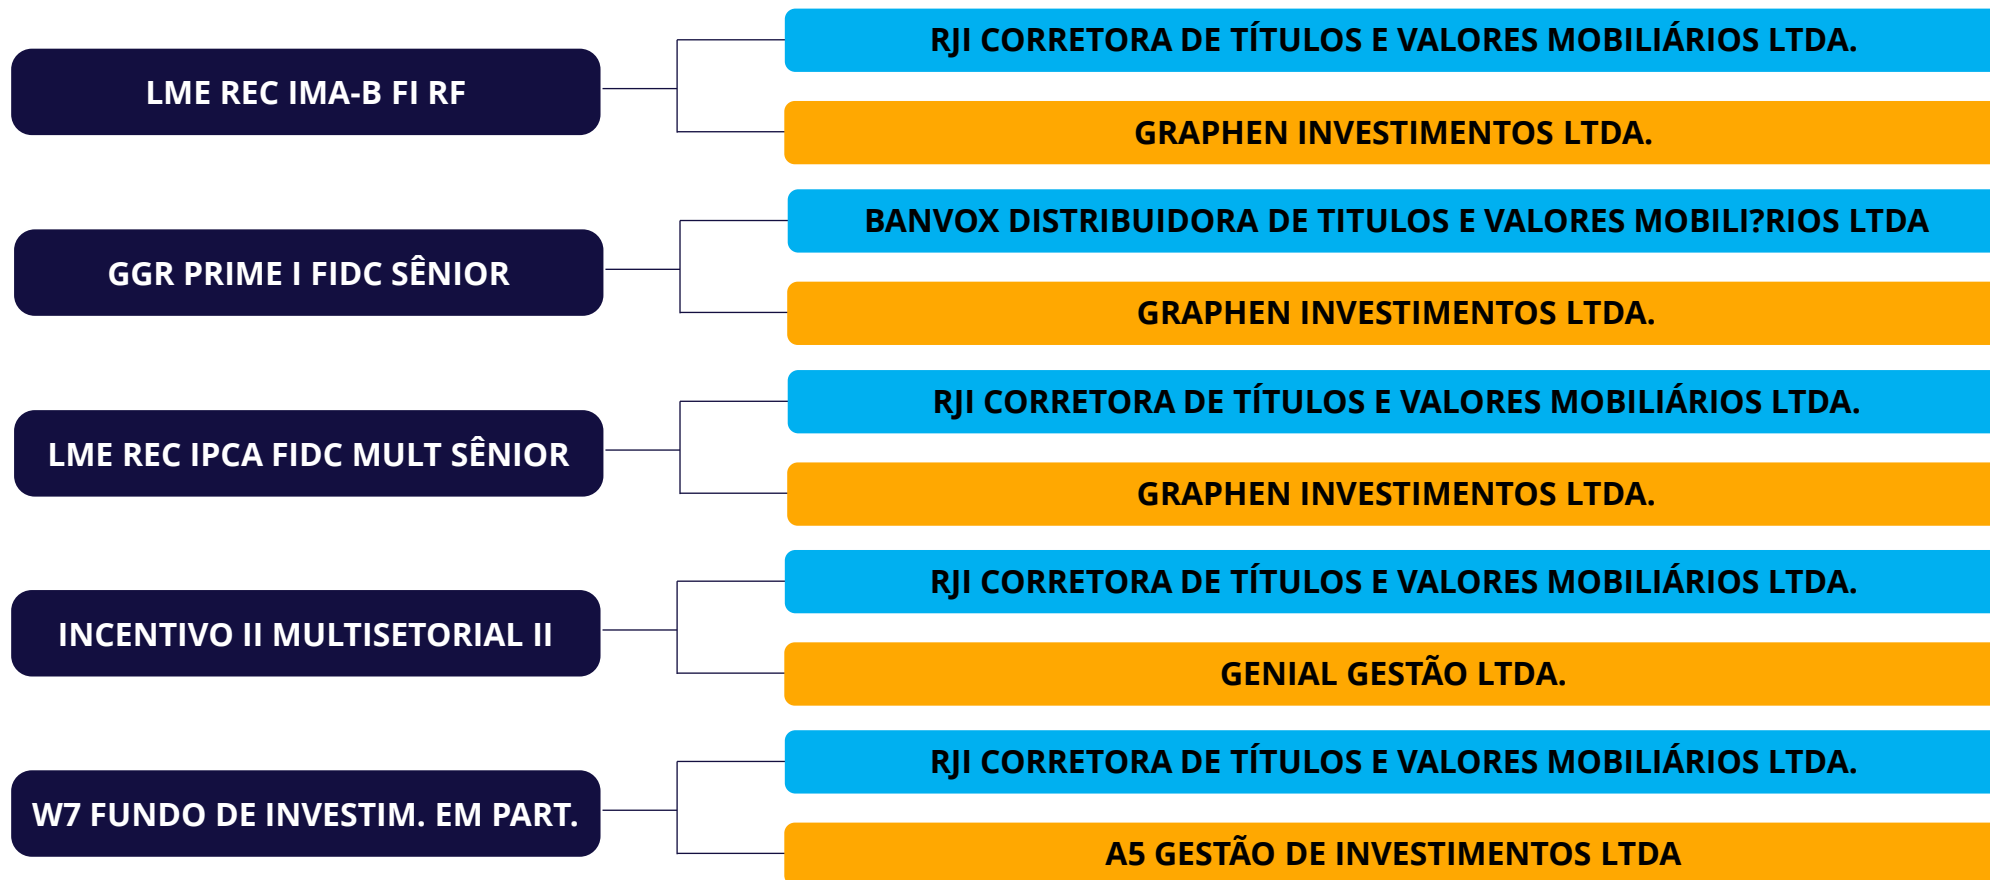 LME REC IMA-B FI RF
RJI CORRETORA DE TÍTULOS E VALORES MOBILIÁRIOS LTDA.
GRAPHEN INVESTIMENTOS LTDA.
GGR PRIME I FIDC SÊNIOR
BANVOX DISTRIBUIDORA DE TITULOS E VALORES MOBILI?RIOS LTDA
GRAPHEN INVESTIMENTOS LTDA.
LME REC IPCA FIDC MULT SÊNIOR
RJI CORRETORA DE TÍTULOS E VALORES MOBILIÁRIOS LTDA.
GRAPHEN INVESTIMENTOS LTDA.
INCENTIVO II MULTISETORIAL II
RJI CORRETORA DE TÍTULOS E VALORES MOBILIÁRIOS LTDA.
GENIAL GESTÃO LTDA.
W7 FUNDO DE INVESTIM. EM PART.
RJI CORRETORA DE TÍTULOS E VALORES MOBILIÁRIOS LTDA.
A5 GESTÃO DE INVESTIMENTOS LTDA